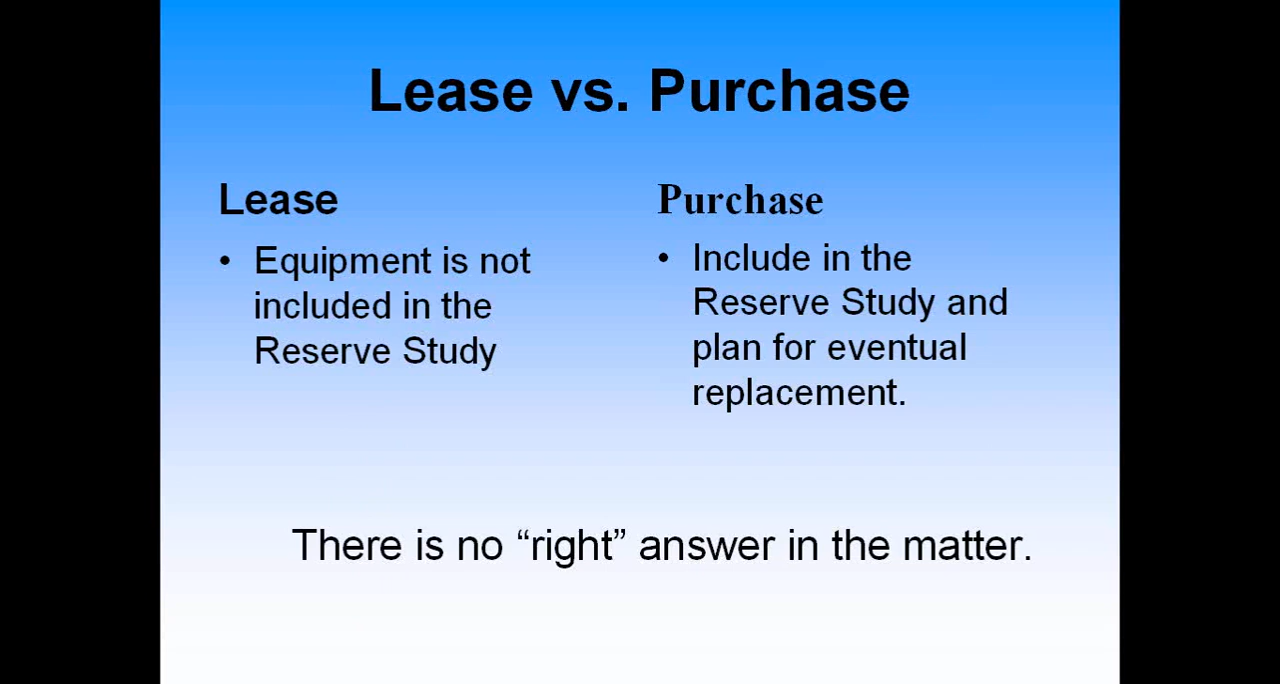 Lease vs. Purchase
Lease
• Equipment is not
included in the
Reserve Study
Purchase
• Include in the
Reserve Study and
plan for eventual
replacement.
There is no “right” answer in the matter.